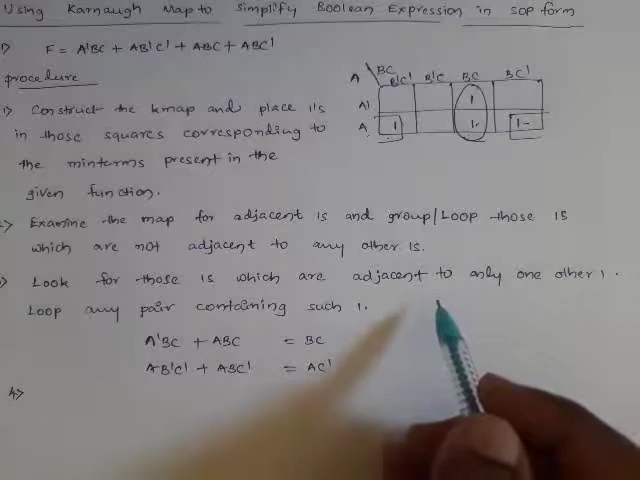 Using Karnaugh Map to Simplify Boolean Expression in SOP form
1) F = A'BC + AB'C' + ABC + ABC'
procedure
1) Construct the kmap and place 1's
in those squares corresponding to
the minterms present in the
given function.
A BC
B'C' B'C BC BC'
A' 1
A 1 1 1
2) Examine the map for adjacent 1s and group/Loop those 1s
which are not adjacent to any other 1s.
3) Look for those 1s which are adjacent to only one other 1.
Loop any pair containing such 1.
A'BC + ABC = BC
AB'C' + ABC' = AC'
4)